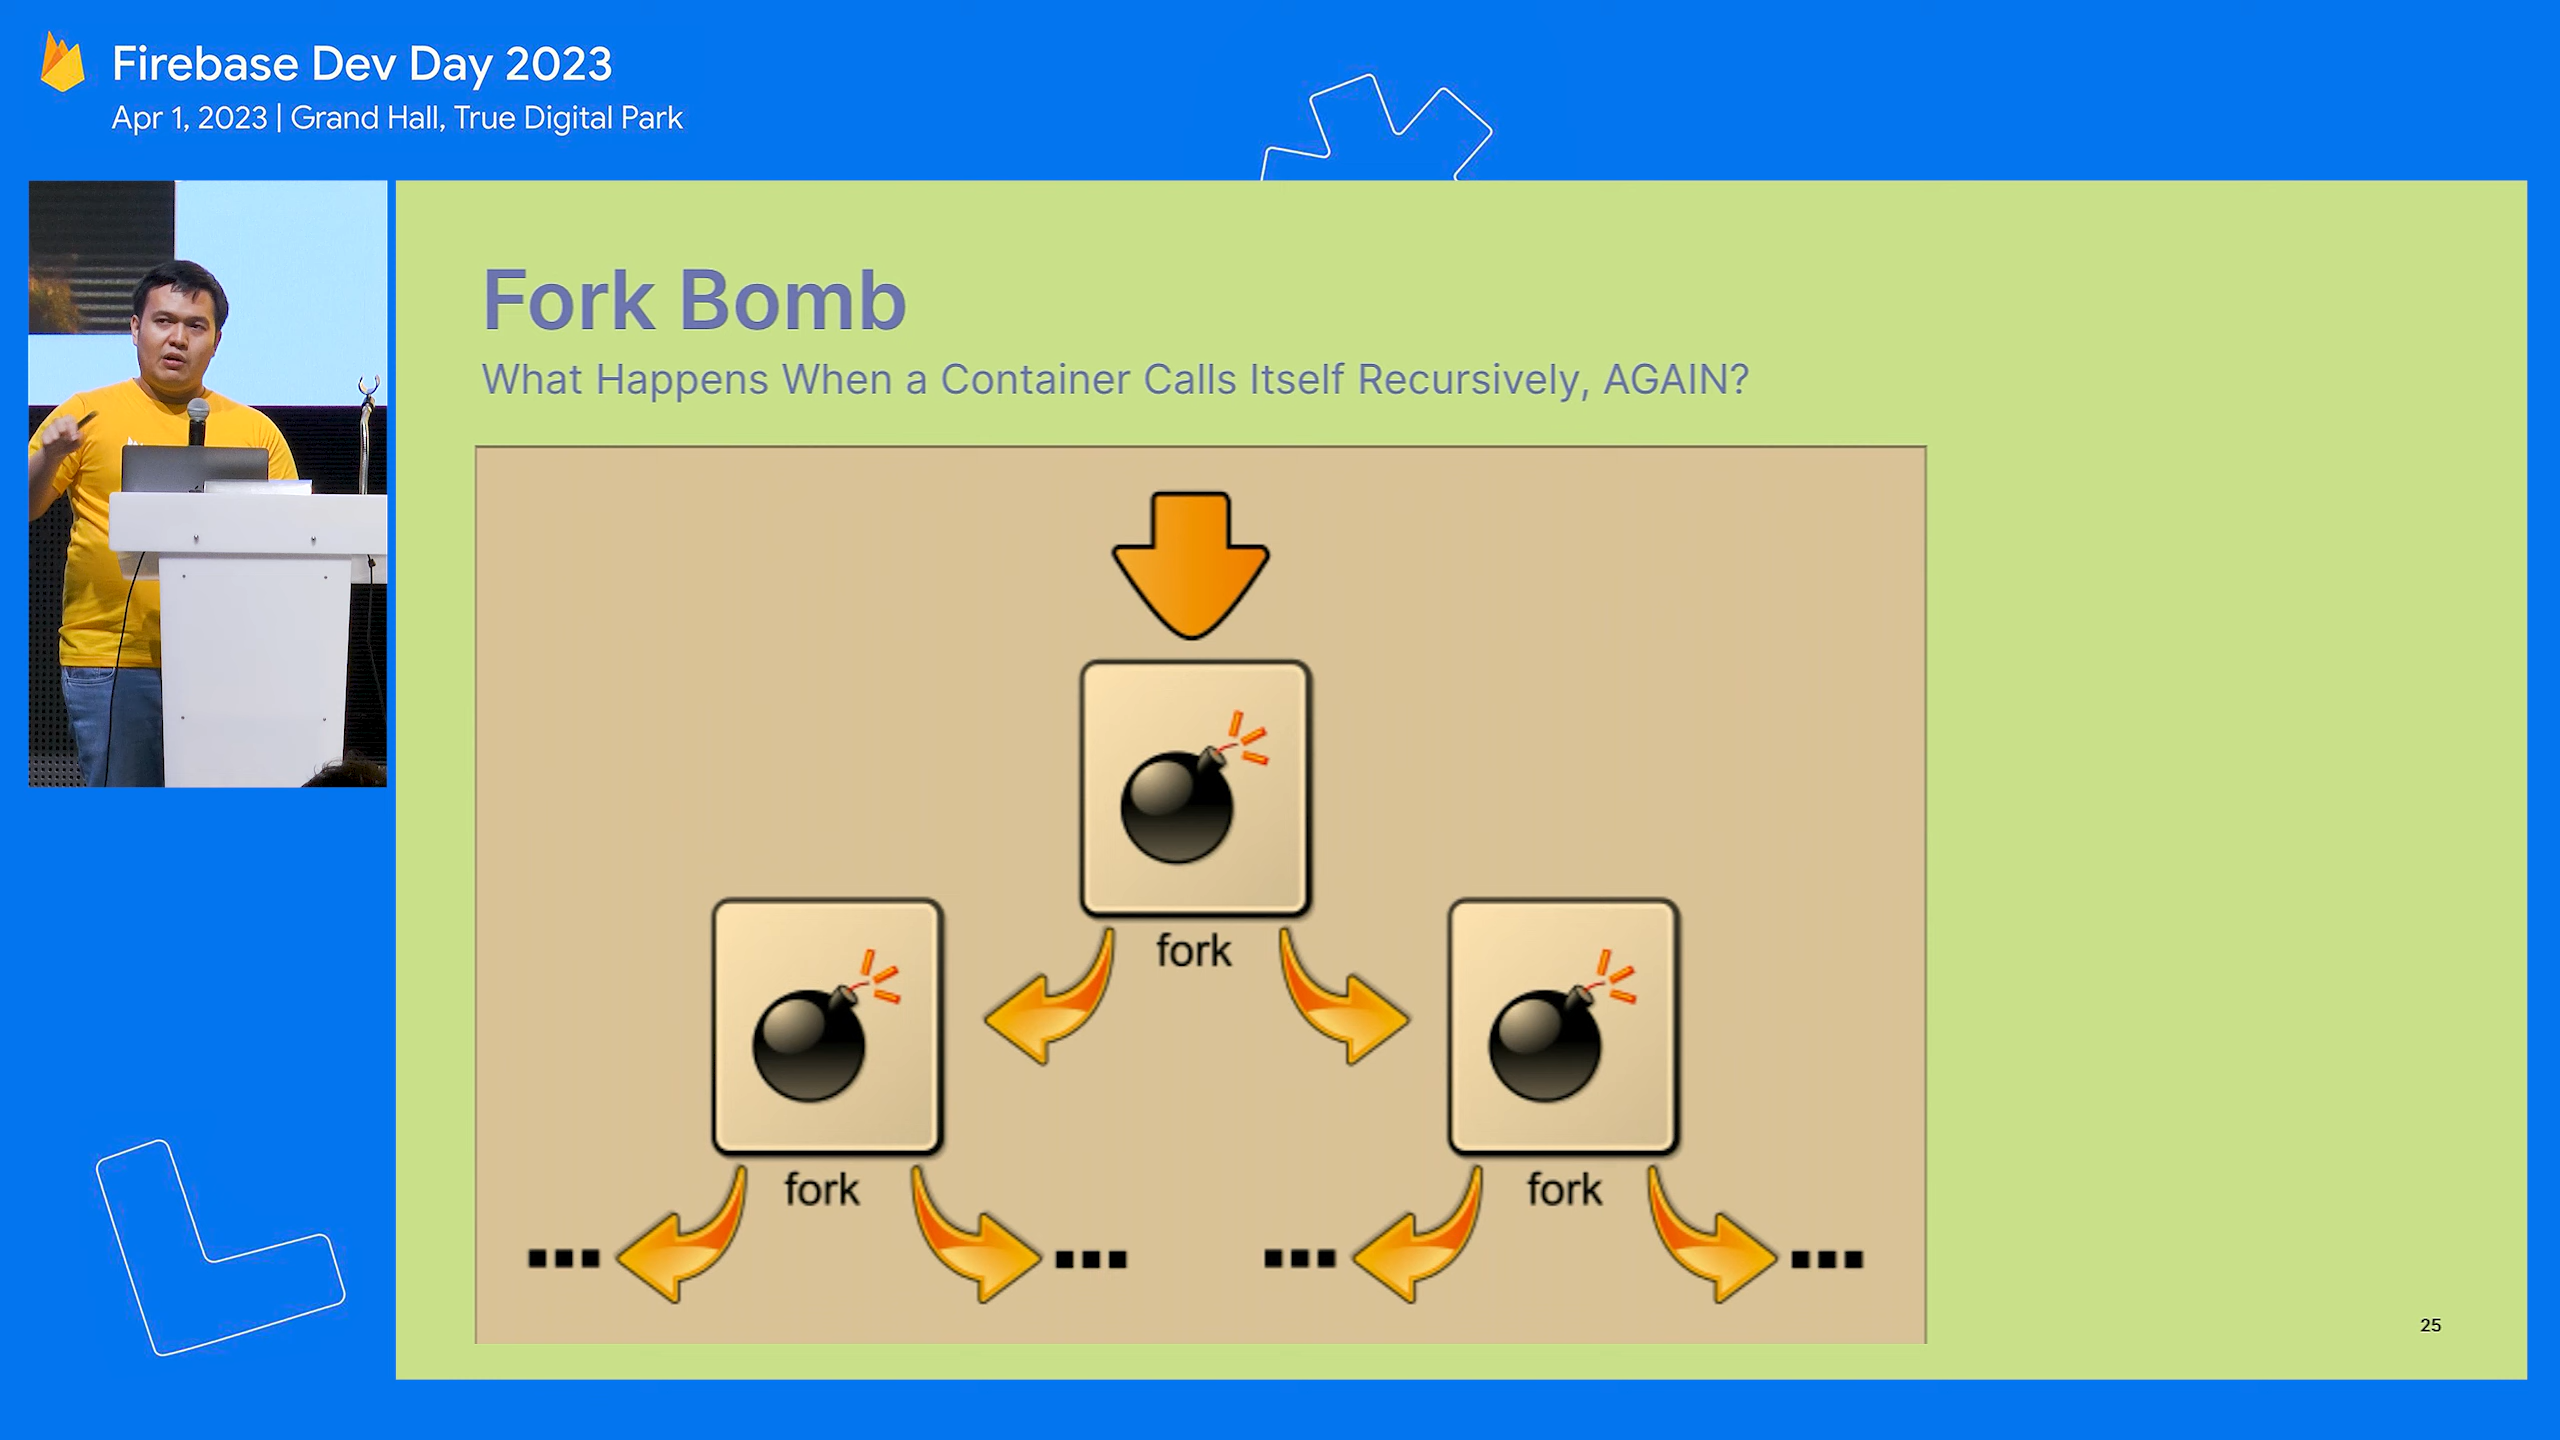 Firebase Dev Day 2023
Apr 1, 2023 | Grand Hall, True Digital Park
Fork Bomb
What Happens When a Container Calls Itself Recursively, AGAIN?
fork
fork
fork
25